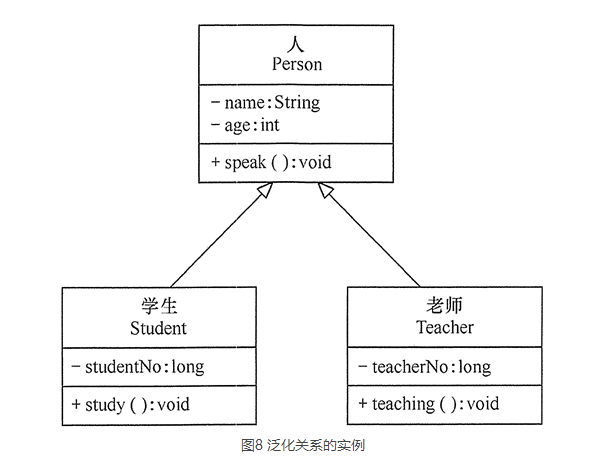 人
Person
- name:String
- age:int
+ speak ( ):void
学生
Student
- studentNo:long
+ study ( ):void
老师
Teacher
- teacherNo:long
+ teaching ( ):void
图8 泛化关系的实例